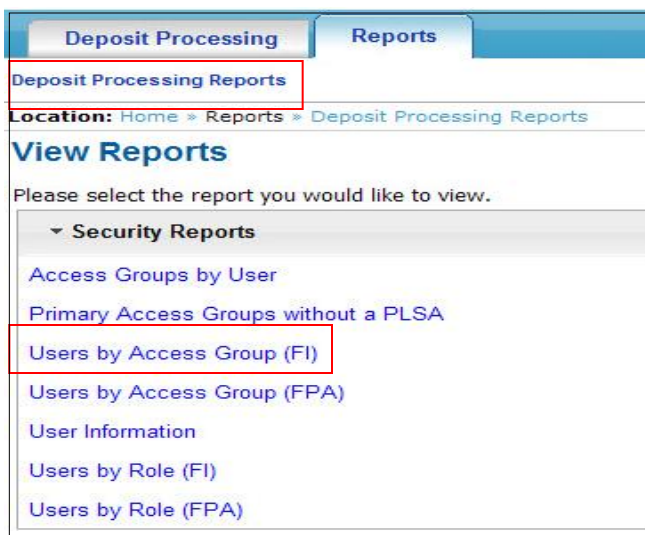 Deposit Processing Reports
Deposit Processing Reports
Location: Home » Reports » Deposit Processing Reports
View Reports
Please select the report you would like to view.
Security Reports
Access Groups by User
Primary Access Groups without a PLSA
Users by Access Group (FI)
Users by Access Group (FPA)
User Information
Users by Role (FI)
Users by Role (FPA)